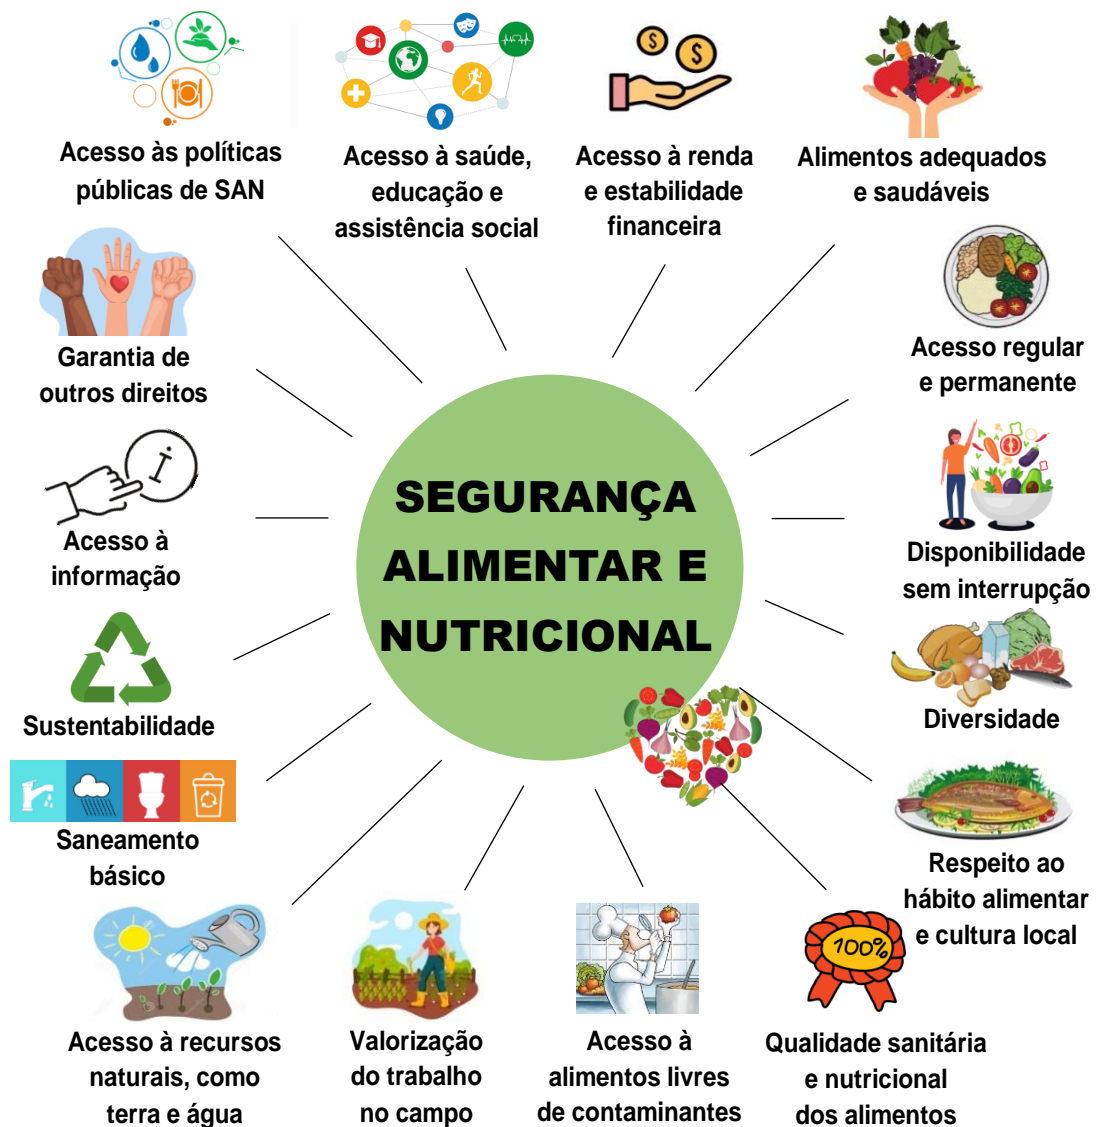 Acesso às políticas
públicas de SAN
Acesso à saúde,
educação e
assistência social
$
$
Acesso à renda
e estabilidade
financeira
Alimentos adequados
e saudáveis
Garantia de
outros direitos
Acesso regular
e permanente
i
Acesso à
informação
SEGURANÇA
ALIMENTAR E
NUTRICIONAL
Disponibilidade
sem interrupção
Sustentabilidade
Diversidade
Saneamento
básico
Respeito ao
hábito alimentar
e cultura local
Acesso à recursos
naturais, como
terra e água
Valorização
do trabalho
no campo
Acesso à
alimentos livres
de contaminantes
100%
Qualidade sanitária
e nutricional
dos alimentos